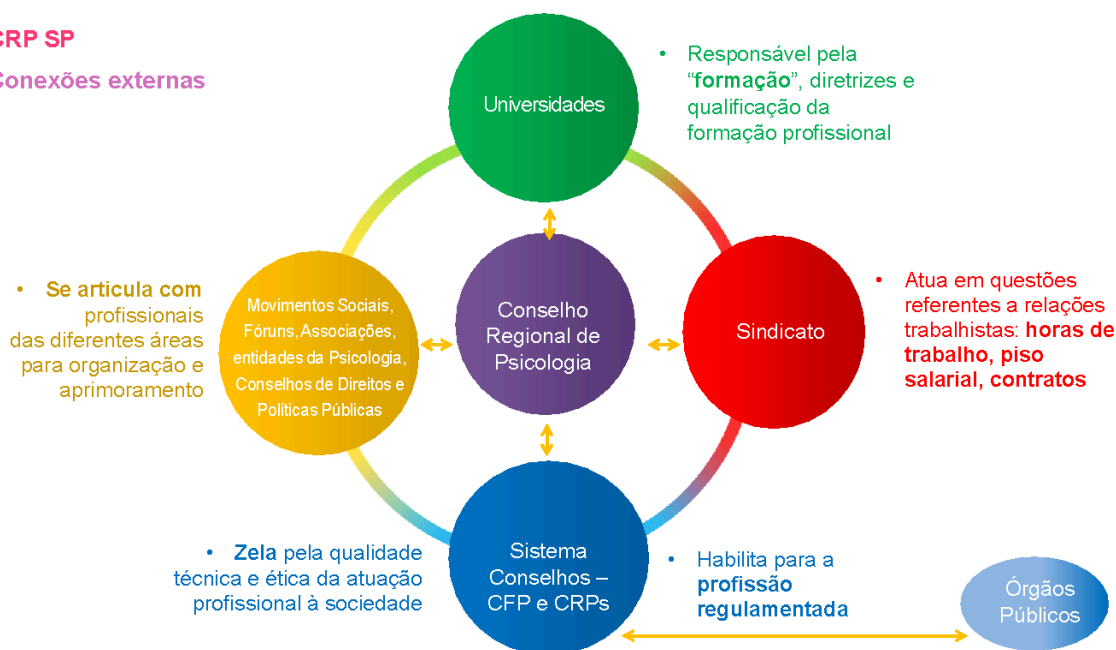 CRP SP
Conexões externas
Universidades
• Responsável pela
“formação”, diretrizes e
qualificação da
formação profissional
• Se articula com
profissionais
das diferentes áreas
para organização e
aprimoramento
Movimentos Sociais,
Fóruns, Associações,
entidades da Psicologia,
Conselhos de Direitos e
Políticas Públicas
Conselho
Regional de
Psicologia
Sindicato
• Atua em questões
referentes a relações
trabalhistas: horas de
trabalho, piso
salarial, contratos
• Zela pela qualidade
técnica e ética da atuação
profissional à sociedade
Sistema
Conselhos –
CFP e CRPs
• Habilita para a
profissão
regulamentada
Órgãos
Públicos